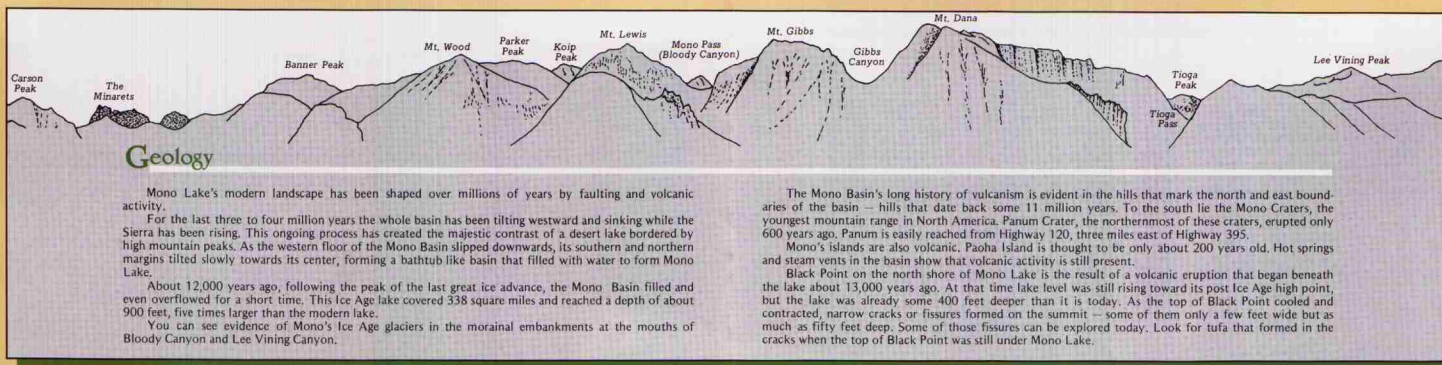 Carson
Peak
The
Minarets
Banner Peak
Mt. Wood
Parker
Peak
Koip
Peak
Mt. Lewis
Mono Pass
(Bloody Canyon)
Mt. Gibbs
Gibbs
Canyon
Mt. Dana
Tioga
Peak
Tioga
Pass
Lee Vining Peak
Geology
Mono Lake's modern landscape has been shaped over millions of years by faulting and volcanic
activity.
For the last three to four million years the whole basin has been tilting westward and sinking while the
Sierra has been rising. This ongoing process has created the majestic contrast of a desert lake bordered by
high mountain peaks. As the western floor of the Mono Basin slipped downwards, its southern and northern
margins tilted slowly towards its center, forming a bathtub like basin that filled with water to form Mono
Lake.
About 12,000 years ago, following the peak of the last great ice advance, the Mono Basin filled and
even overflowed for a short time. This Ice Age lake covered 338 square miles and reached a depth of about
900 feet, five times larger than the modern lake.
You can see evidence of Mono's Ice Age glaciers in the morainal embankments at the mouths of
Bloody Canyon and Lee Vining Canyon.
The Mono Basin's long history of vulcanism is evident in the hills that mark the north and east bound-
aries of the basin — hills that date back some 11 million years. To the south lie the Mono Craters, the
youngest mountain range in North America. Panum Crater, the northernmost of these craters, erupted only
600 years ago. Panum is easily reached from Highway 120, three miles east of Highway 395.
Mono's islands are also volcanic. Paoha Island is thought to be only about 200 years old. Hot springs
and steam vents in the basin show that volcanic activity is still present.
Black Point on the north shore of Mono Lake is the result of a volcanic eruption that began beneath
the lake about 13,000 years ago. At that time lake level was still rising toward its post Ice Age high point,
but the lake was already some 400 feet deeper than it is today. As the top of Black Point cooled and
contracted, narrow cracks or fissures formed on the summit — some of them only a few feet wide but as
much as fifty feet deep. Some of those fissures can be explored today. Look for tufa that formed in the
cracks when the top of Black Point was still under Mono Lake.